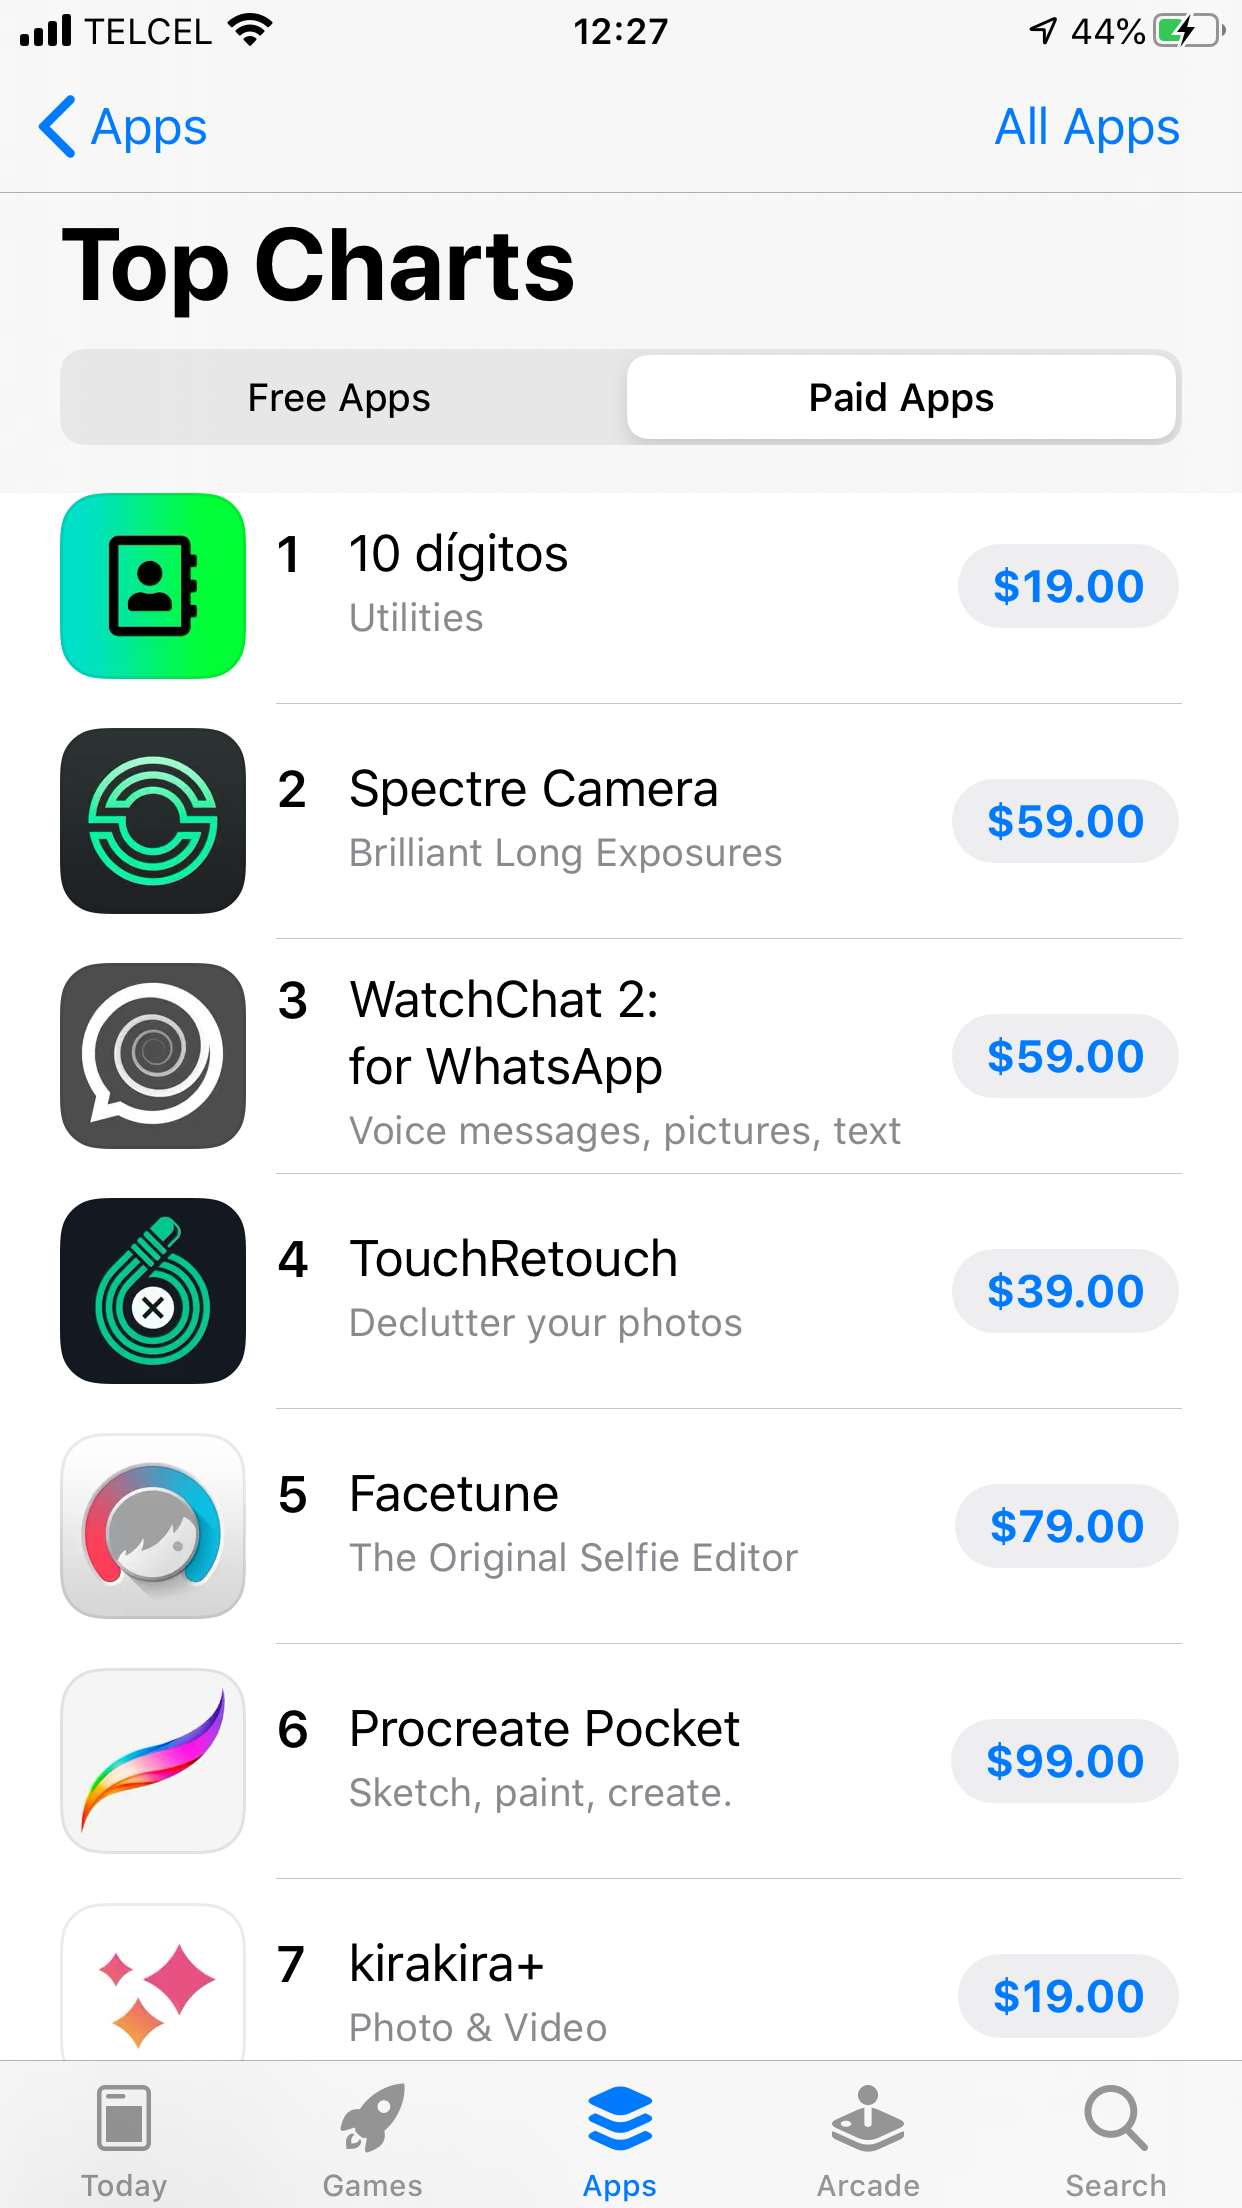 TELCEL 12:27 44%
Apps All Apps
Top Charts
Free Apps Paid Apps
1 10 dígitos
Utilities
$19.00
2 Spectre Camera
Brilliant Long Exposures
$59.00
3 WatchChat 2:
for WhatsApp
Voice messages, pictures, text
$59.00
4 TouchRetouch
Declutter your photos
$39.00
5 Facetune
The Original Selfie Editor
$79.00
6 Procreate Pocket
Sketch, paint, create.
$99.00
7 kirakira+
Photo & Video
$19.00
Today Games Apps Arcade Search